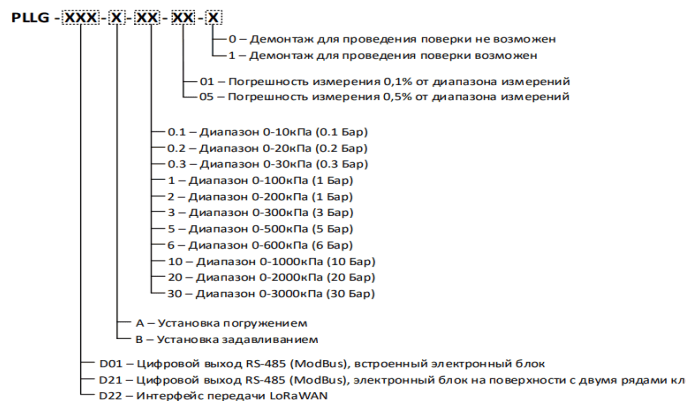 PLLG -XXX-X-XX-XX-X
0 – Демонтаж для проведения поверки не возможен
1 – Демонтаж для проведения поверки возможен
01 – Погрешность измерения 0,1% от диапазона измерений
05 – Погрешность измерения 0,5% от диапазона измерений
0.1 – Диапазон 0-10кПа (0.1 Бар)
0.2 – Диапазон 0-20кПа (0.2 Бар)
0.3 – Диапазон 0-30кПа (0.3 Бар)
1 – Диапазон 0-100кПа (1 Бар)
2 – Диапазон 0-200кПа (1 Бар)
3 – Диапазон 0-300кПа (3 Бар)
5 – Диапазон 0-500кПа (5 Бар)
6 – Диапазон 0-600кПа (6 Бар)
10 – Диапазон 0-1000кПа (10 Бар)
20 – Диапазон 0-2000кПа (20 Бар)
30 – Диапазон 0-3000кПа (30 Бар)
A – Установка погружением
B – Установка задавливанием
D01 – Цифровой выход RS-485 (ModBus), встроенный электронный блок
D21 – Цифровой выход RS-485 (ModBus), электронный блок на поверхности с двумя рядами кл
D22 – Интерфейс передачи LoRaWAN